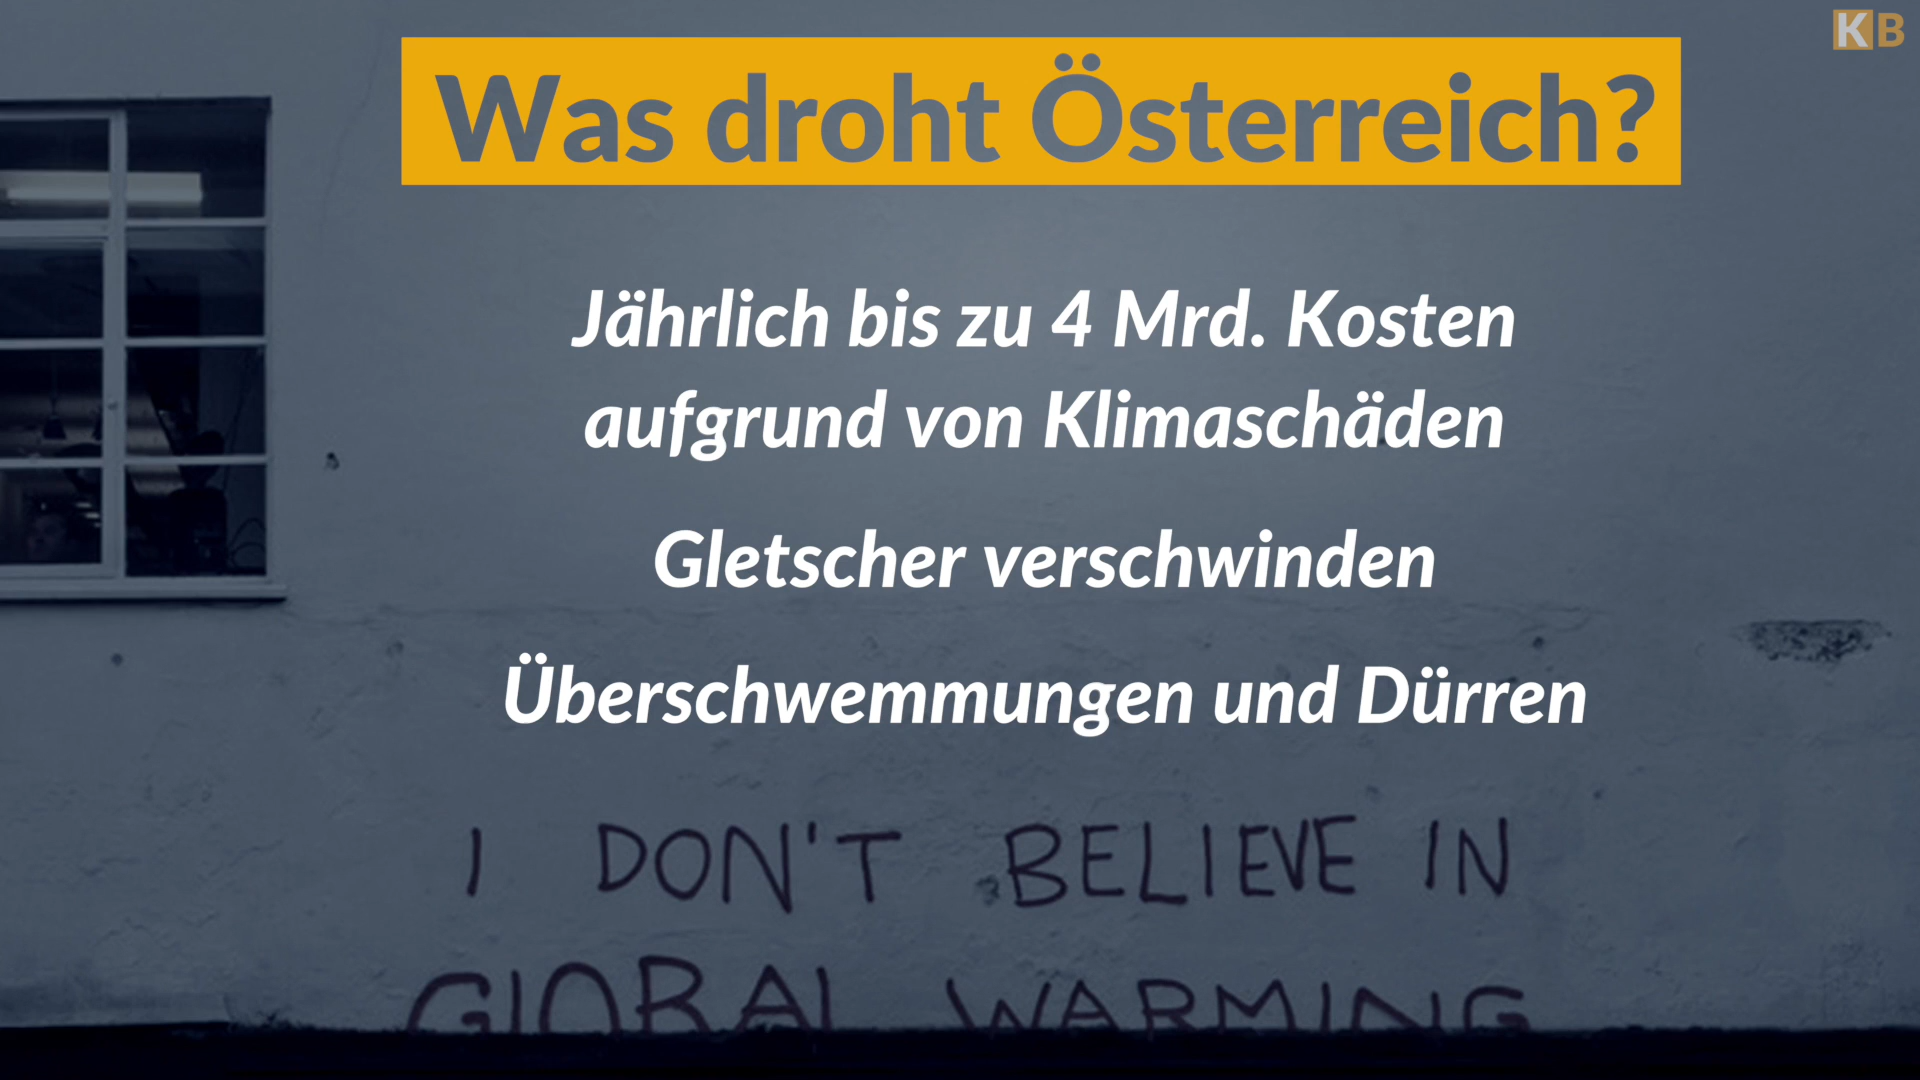 KB
Was droht Österreich?
Jährlich bis zu 4 Mrd. Kosten
aufgrund von Klimaschäden
Gletscher verschwinden
Überschwemmungen und Dürren
I DON'T BELIEVE IN
GLOBAL WARMING